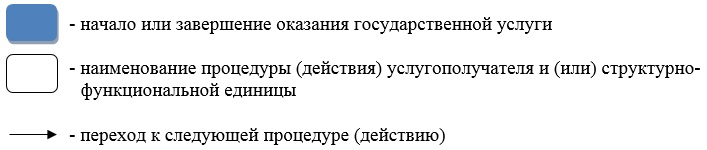 - начало или завершение оказания государственной услуги
- наименование процедуры (действия) услугополучателя и (или) структурно-
функциональной единицы
- переход к следующей процедуре (действию)